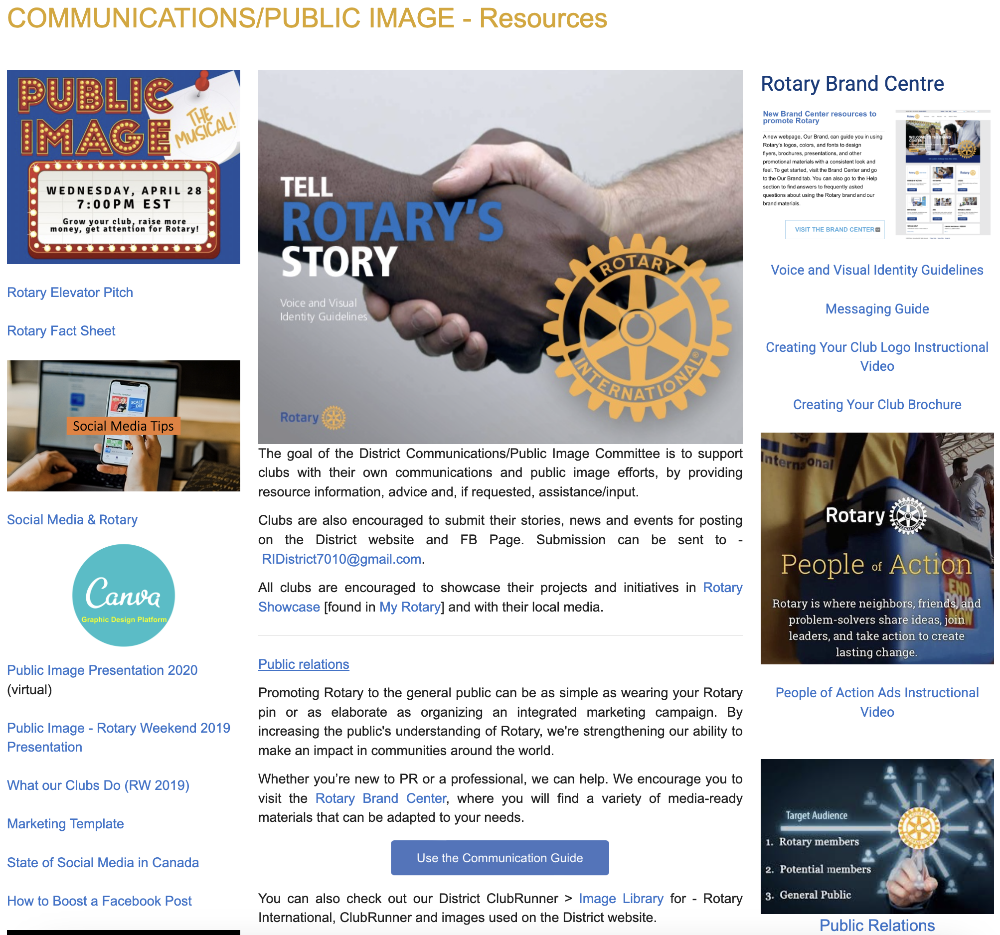 COMMUNICATIONS/PUBLIC IMAGE - Resources
PUBLIC
IMAGE
THE
MUSICAL!
WEDNESDAY, APRIL 28
7:00PM EST
Grow your club, raise more
money, get attention for Rotary!
Rotary Elevator Pitch
Rotary Fact Sheet
SCALE
DIE
Social Media Tips
Social Media & Rotary
Canva
Graphic Design Platform
Public Image Presentation 2020
(virtual)
Public Image - Rotary Weekend 2019
Presentation
What our Clubs Do (RW 2019)
Marketing Template
State of Social Media in Canada
How to Boost a Facebook Post
TELL
ROTARY'S
STORY
Voice and Visual
Identity Guidelines
ROTARY
INTERNATIONAL®
Rotary
The goal of the District Communications/Public Image Committee is to support
clubs with their own communications and public image efforts, by providing
resource information, advice and, if requested, assistance/input.
Clubs are also encouraged to submit their stories, news and events for posting
on the District website and FB Page. Submission can be sent to -
RIDistrict7010@gmail.com.
All clubs are encouraged to showcase their projects and initiatives in Rotary
Showcase [found in My Rotary] and with their local media.
Public relations
Promoting Rotary to the general public can be as simple as wearing your Rotary
pin or as elaborate as organizing an integrated marketing campaign. By
increasing the public's understanding of Rotary, we're strengthening our ability to
make an impact in communities around the world.
Whether you’re new to PR or a professional, we can help. We encourage you to
visit the Rotary Brand Center, where you will find a variety of media-ready
materials that can be adapted to your needs.
Use the Communication Guide
You can also check out our District ClubRunner > Image Library for - Rotary
International, ClubRunner and images used on the District website.
Rotary Brand Centre
New Brand Center resources to
promote Rotary
A new webpage, Our Brand, can guide you in using
Rotary's logos, colors, and fonts to design
flyers, brochures, presentations, and other
promotional materials with a consistent look and
feel. To get started, visit the Brand Center and go
to the Our Brand tab. You can also go to the Help
section to find answers to frequently asked
questions about using the Rotary brand and our
brand materials.
VISIT THE BRAND CENTER
Rotary
WELCOME TO THE BRAND
CENTER
Voice and Visual Identity Guidelines
Messaging Guide
Creating Your Club Logo Instructional
Video
Creating Your Club Brochure
International
Rotary
ROTARY
INTERNATIONAL
People of Action
END
POLIO
NOW
Rotary is where neighbors, friends, and
problem-solvers share ideas, join
leaders, and take action to create
lasting change.
People of Action Ads Instructional
Video
Target Audience
1. Rotary members
2. Potential members
3. General Public
Public Relations